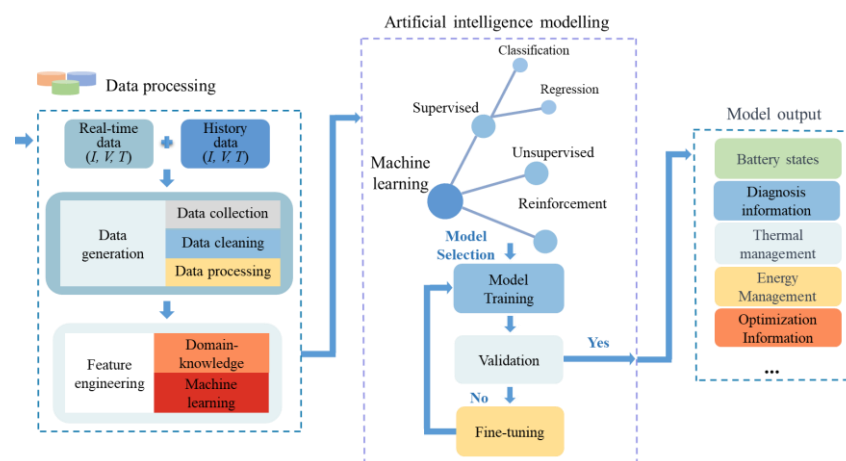 Artificial intelligence modelling
Data processing
Real-time
data
(I, V, T)
History
data
(I, V, T)
Data
generation
Data collection
Data cleaning
Data processing
Feature
engineering
Domain-
knowledge
Machine
learning
Classification
Regression
Supervised
Unsupervised
Machine
learning
Reinforcement
Model
Selection
Model
Training
Validation
Yes
No
Fine-tuning
Model output
Battery states
Diagnosis
information
Thermal
management
Energy
Management
Optimization
Information
...